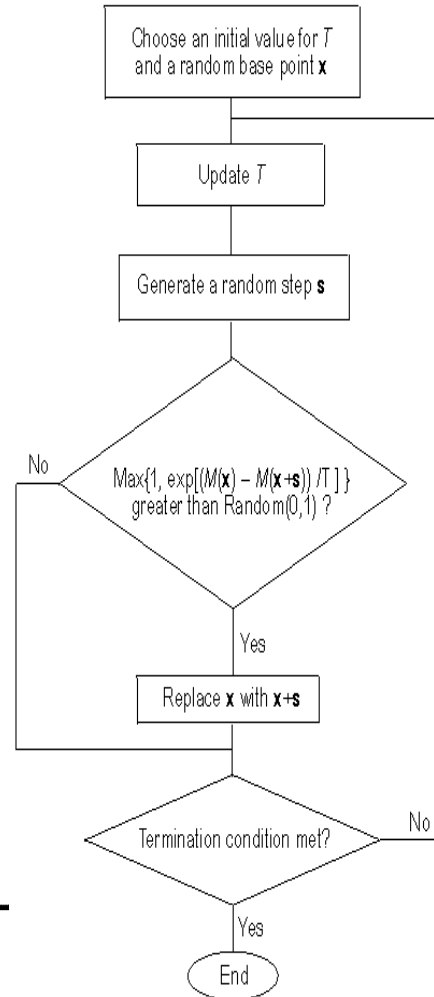 Choose an initial value for T
and a random base point x
Update T
Generate a random step s
No
Max{1, exp[(M(x) – M(x+s)) /T ] }
greater than Random(0,1) ?
Yes
Replace x with x+s
Termination condition met?
No
Yes
End